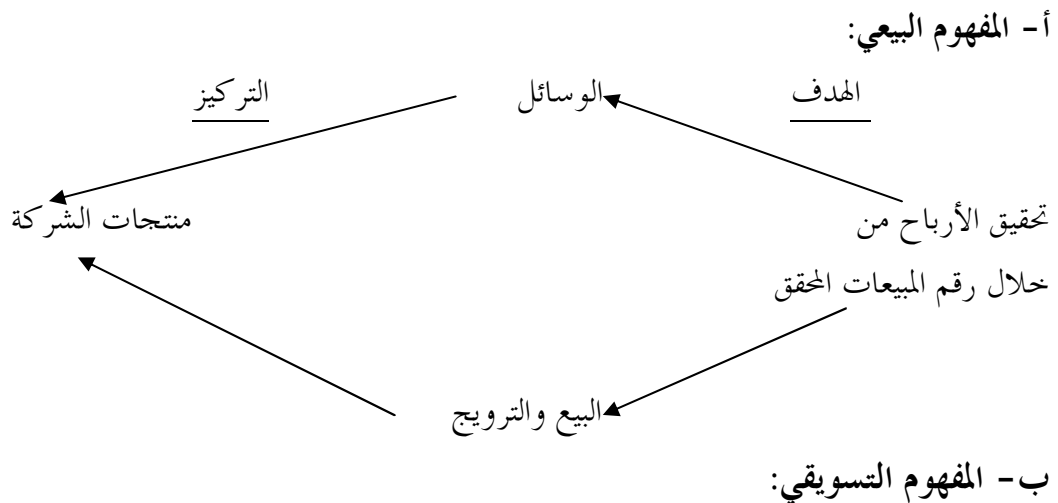 أ- المفهوم البيعي:
الهدف الوسائل التركيز
تحقيق الأرباح من منتجات الشركة
خلال رقم المبيعات المحقق
البيع والترويج
ب- المفهوم التسويقي: